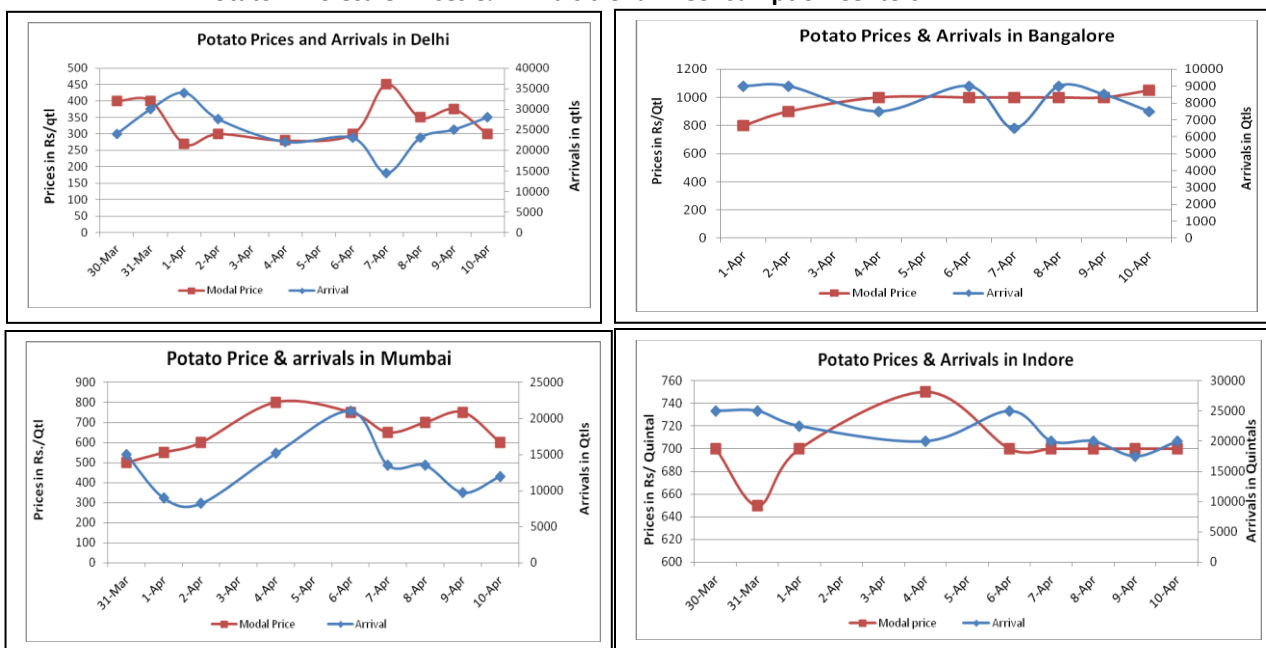 Potato Prices and Arrivals in Delhi
500
450
400
350
300
250
200
150
100
50
0
Prices in Rs/qtl
40000
35000
30000
25000
20000
15000
10000
5000
0
Arrivals in qtls
30-Mar
31-Mar
1-Apr
2-Apr
3-Apr
4-Apr
5-Apr
6-Apr
7-Apr
8-Apr
9-Apr
10-Apr
Modal Price
Arrival
Potato Prices & Arrivals in Bangalore
1200
1000
800
600
400
200
0
Prices in Rs/Qtl
10000
9000
8000
7000
6000
5000
4000
3000
2000
1000
0
Arrivals in Qtls
1-Apr
2-Apr
3-Apr
4-Apr
5-Apr
6-Apr
7-Apr
8-Apr
9-Apr
10-Apr
Modal Price
Arrival
Potato Price & arrivals in Mumbai
900
800
700
600
500
400
300
200
100
0
Prices in Rs./Qtl
25000
20000
15000
10000
5000
0
Arrivals in Qtls
31-Mar
1-Apr
2-Apr
3-Apr
4-Apr
5-Apr
6-Apr
7-Apr
8-Apr
9-Apr
10-Apr
Modal Price
Arrival
Potato Prices & Arrivals in Indore
760
740
720
700
680
660
640
620
600
Prices in Rs/ Quintal
30000
25000
20000
15000
10000
5000
0
Arrivals in Quintals
30-Mar
31-Mar
1-Apr
2-Apr
3-Apr
4-Apr
5-Apr
6-Apr
7-Apr
8-Apr
9-Apr
10-Apr
Modal price
Arrival